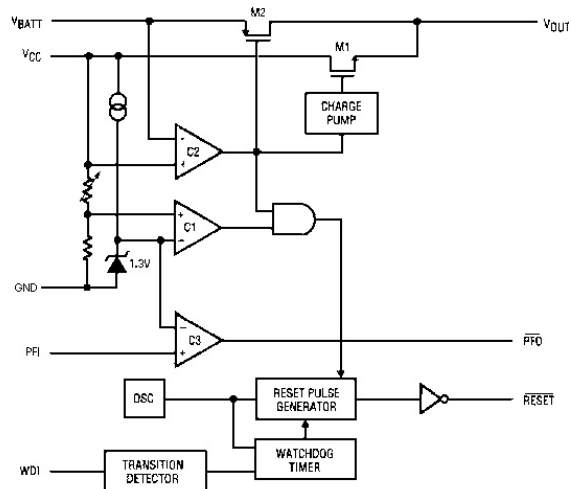 M2
VBATT
VOUT
M1
VCC
CHARGE
PUMP
-
C2
+
+
C1
-
1.3V
GND
-
C3
PFI
+
PFO
OSC
RESET PULSE
GENERATOR
RESET
WATCHDOG
TIMER
WDI
TRANSITION
DETECTOR